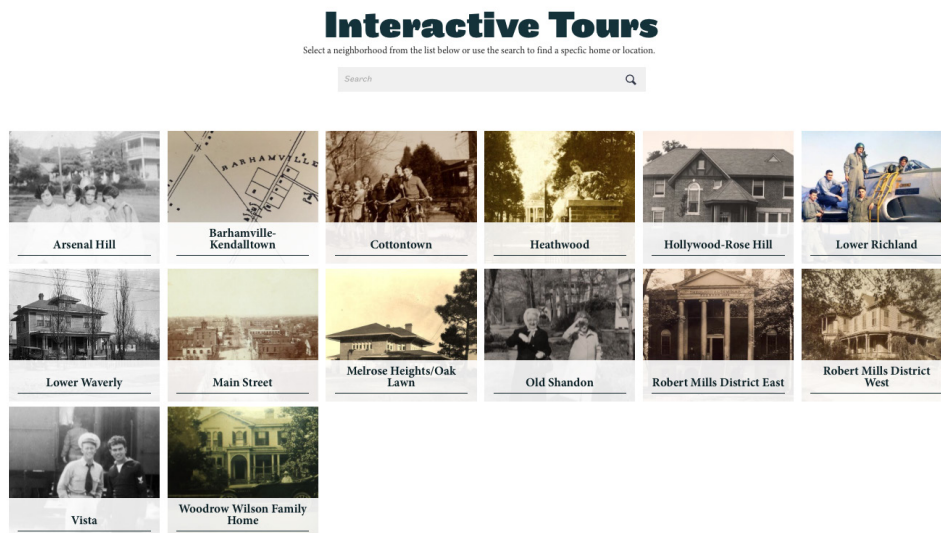 Interactive Tours
Select a neighborhood from the list below or use the search to find a specfic home or location.
Search
BARHAMVILLE
Arsenal Hill
Barhamville-
Kendalltown
Cottontown
Heathwood
Hollywood-Rose Hill
Lower Richland
Lower Waverly
Main Street
Melrose Heights/Oak
Lawn
Old Shandon
Robert Mills District East
Robert Mills District
West
Vista
Woodrow Wilson Family
Home